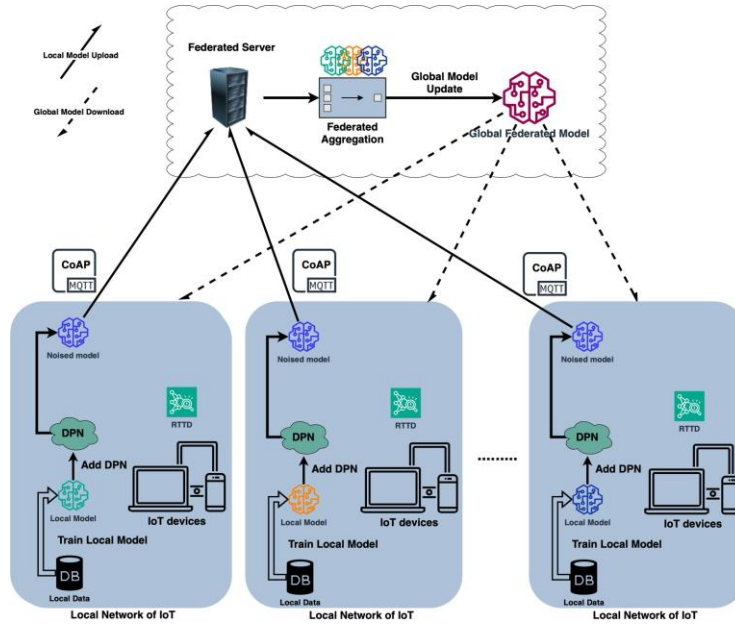 Local Model Upload
Global Model Download
Federated Server
Federated
Aggregation
Global Model
Update
Global Federated Model
CoAP
MQTT
Noised model
RTTD
DPN
Add DPN
IoT devices
Local Model
Train Local Model
DB
Local Data
Local Network of IoT
CoAP
MQTT
Noised model
RTTD
DPN
Add DPN
IoT devices
Local Model
Train Local Model
DB
Local Data
Local Network of IoT
..........
CoAP
MQTT
Noised model
RTTD
DPN
Add DPN
IoT devices
Local Model
Train Local Model
DB
Local Data
Local Network of IoT